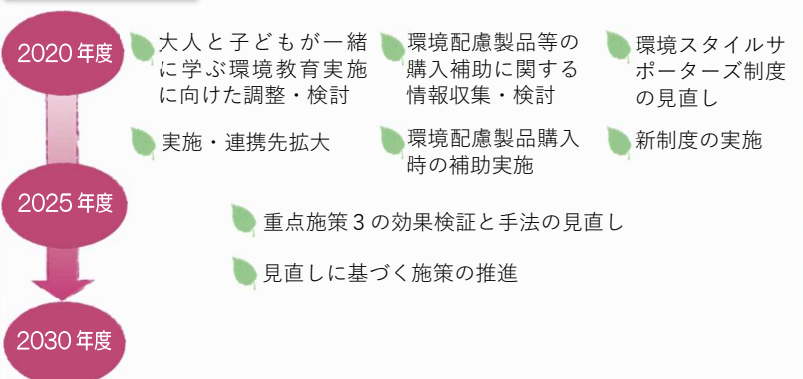 2020年度
大人と子どもが一緒
に学ぶ環境教育実施
に向けた調整・検討
環境配慮製品等の
購入補助に関する
情報収集・検討
環境スタイルサ
ポーターズ制度
の見直し
実施・連携先拡大
環境配慮製品購入
時の補助実施
新制度の実施
2025年度
重点施策3の効果検証と手法の見直し
見直しに基づく施策の推進
2030年度